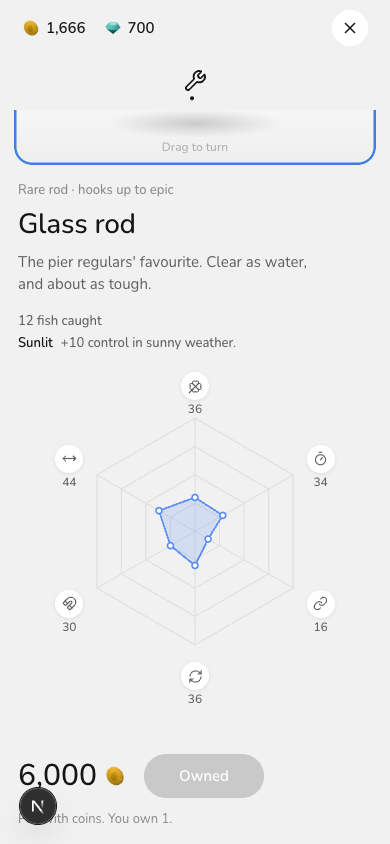 1,666 700
Drag to turn
Rare rod · hooks up to epic
Glass rod
The pier regulars' favourite. Clear as water,
and about as tough.
12 fish caught
Sunlit +10 control in sunny weather.
36
44 34
30 16
36
6,000 Owned
N
with coins. You own 1.